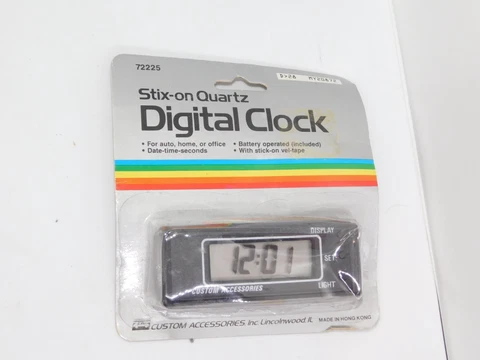 72225
Stix-on Quartz
Digital Clock
• For auto, home, or office • Battery operated (included)
• Date-time-seconds • With stick-on vel-tape
DISPLAY
12:01
SET
CUSTOM ACCESSORIES
LIGHT
CUSTOM ACCESSORIES Inc. Lincolnwood, IL MADE IN HONG KONG